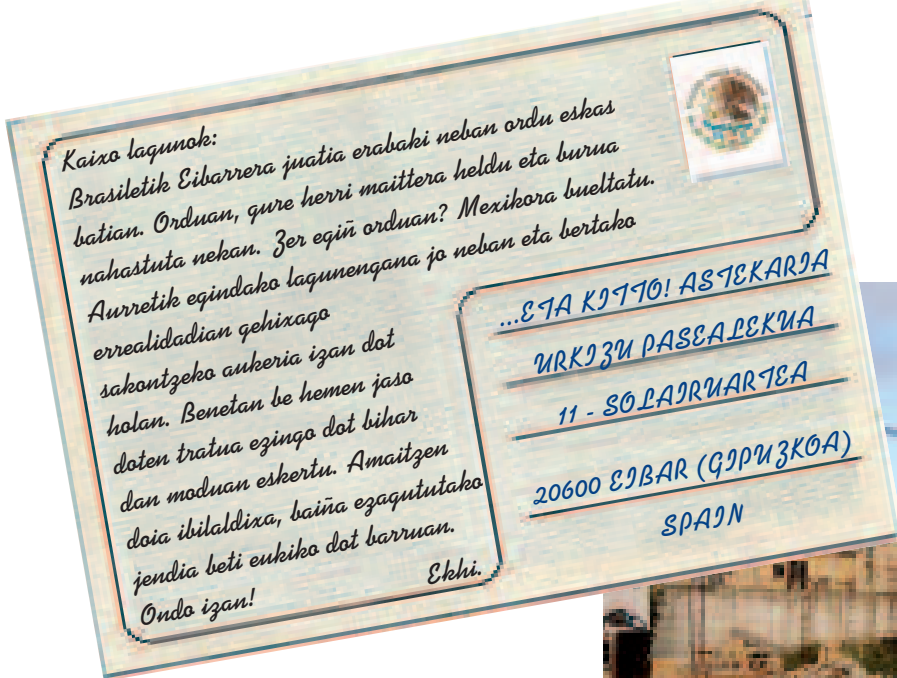 Kaixo lagunok:
Brasiletik Eibarrera juatia erabaki neban ordu eskas
batian. Orduan, gure herri maittera heldu eta burua
nahastuta nekan. Zer egiñ orduan? Mexikora bueltatu.
Aurretik egindako lagunengana jo neban eta bertako
errealidadian gehixago
sakontzeko aukeria izan dot
holan. Benetan be hemen jaso
doten tratua ezingo dot bihar
dan moduan eskertu. Amaitzen
doia ibilaldixa, baiña ezagututako
jendia beti eukiko dot barruan.
Ondo izan!
Ekhi.
...ETA KITTO! ASTEKARIA
URKIZU PASEALEKUA
11 - SOLAIRUARTEA
20600 EIBAR (GIPUZKOA)
SPAIN